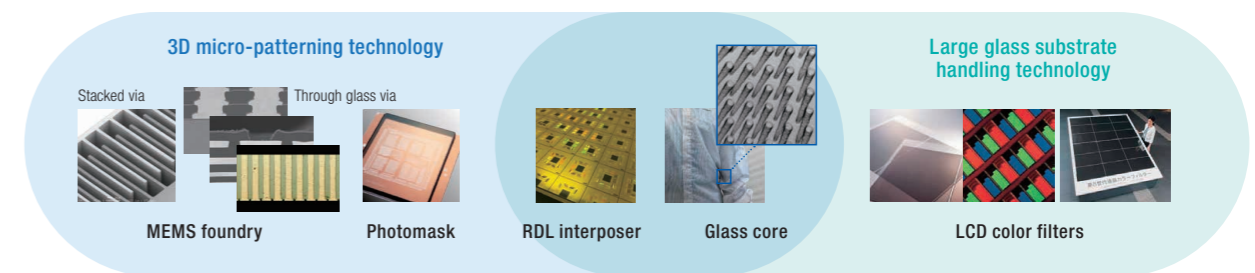 3D micro-patterning technology
Large glass substrate
handling technology
Stacked via
Through glass via
MEMS foundry
Photomask
RDL interposer
Glass core
LCD color filters